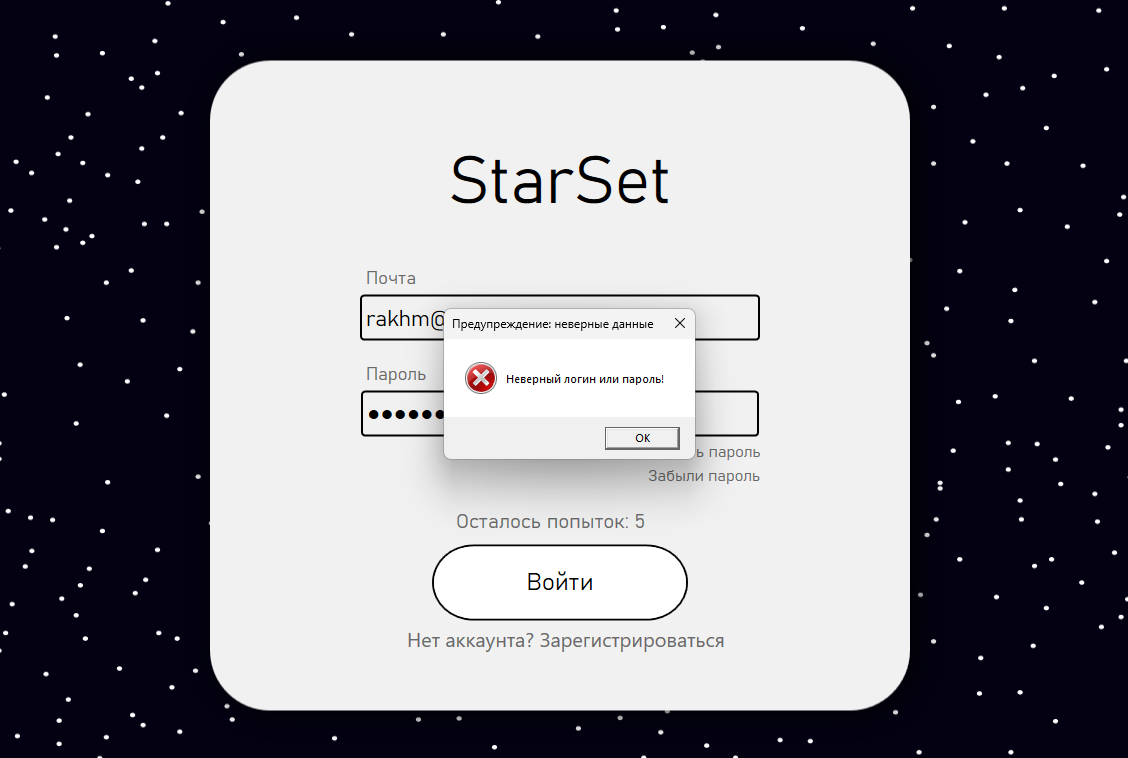 StarSet
Почта
rakhm@
Предупреждение: неверные данные
Пароль
Неверный логин или пароль!
OK
пароль
Забыли пароль
Осталось попыток: 5
Войти
Нет аккаунта? Зарегистрироваться